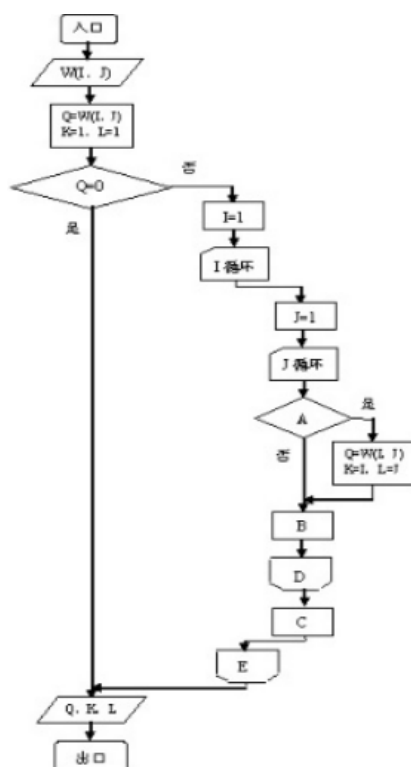 入口
W(I, J)
Q=W(I, J)
K=1, L=1
Q=0
否
是
I=1
I 循环
J=1
J 循环
A
是
否
Q=W(I, J)
K=I, L=J
B
D
C
E
Q, K, L
出口